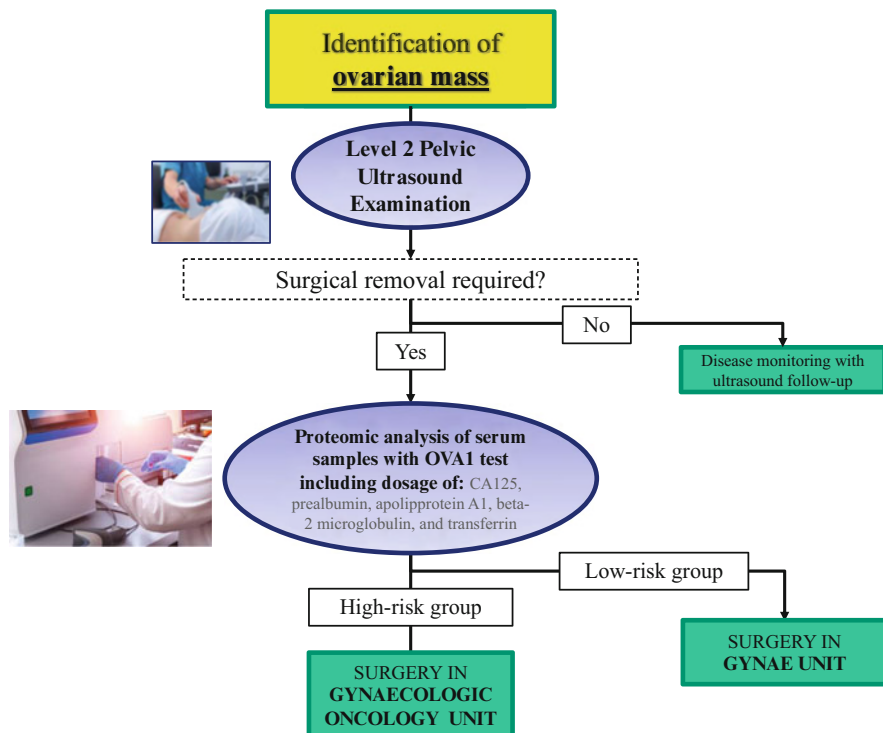 Identification of
ovarian mass
Level 2 Pelvic
Ultrasound
Examination
Surgical removal required?
No
Yes
Disease monitoring with
ultrasound follow-up
Proteomic analysis of serum
samples with OVA1 test
including dosage of: CA125,
prealbumin, apolipprotein A1, beta-
2 microglobulin, and transferrin
Low-risk group
High-risk group
SURGERY IN
GYNAE UNIT
SURGERY IN
GYNAECOLOGIC
ONCOLOGY UNIT